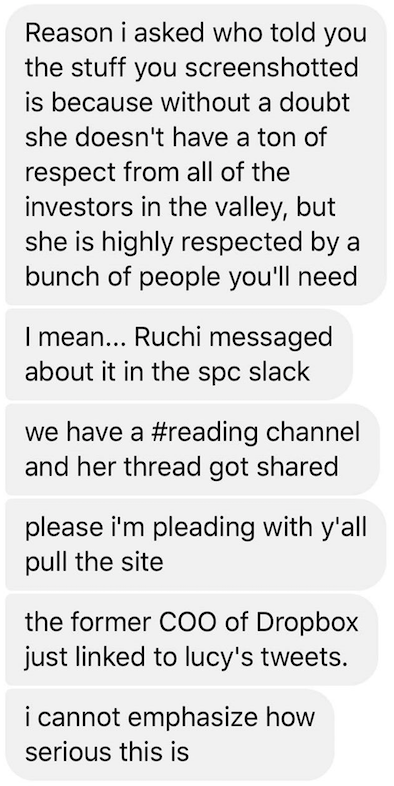 Reason i asked who told you
the stuff you screenshotted
is because without a doubt
she doesn't have a ton of
respect from all of the
investors in the valley, but
she is highly respected by a
bunch of people you'll need
I mean... Ruchi messaged
about it in the spc slack
we have a #reading channel
and her thread got shared
please i'm pleading with y'all
pull the site
the former COO of Dropbox
just linked to lucy's tweets.
i cannot emphasize how
serious this is